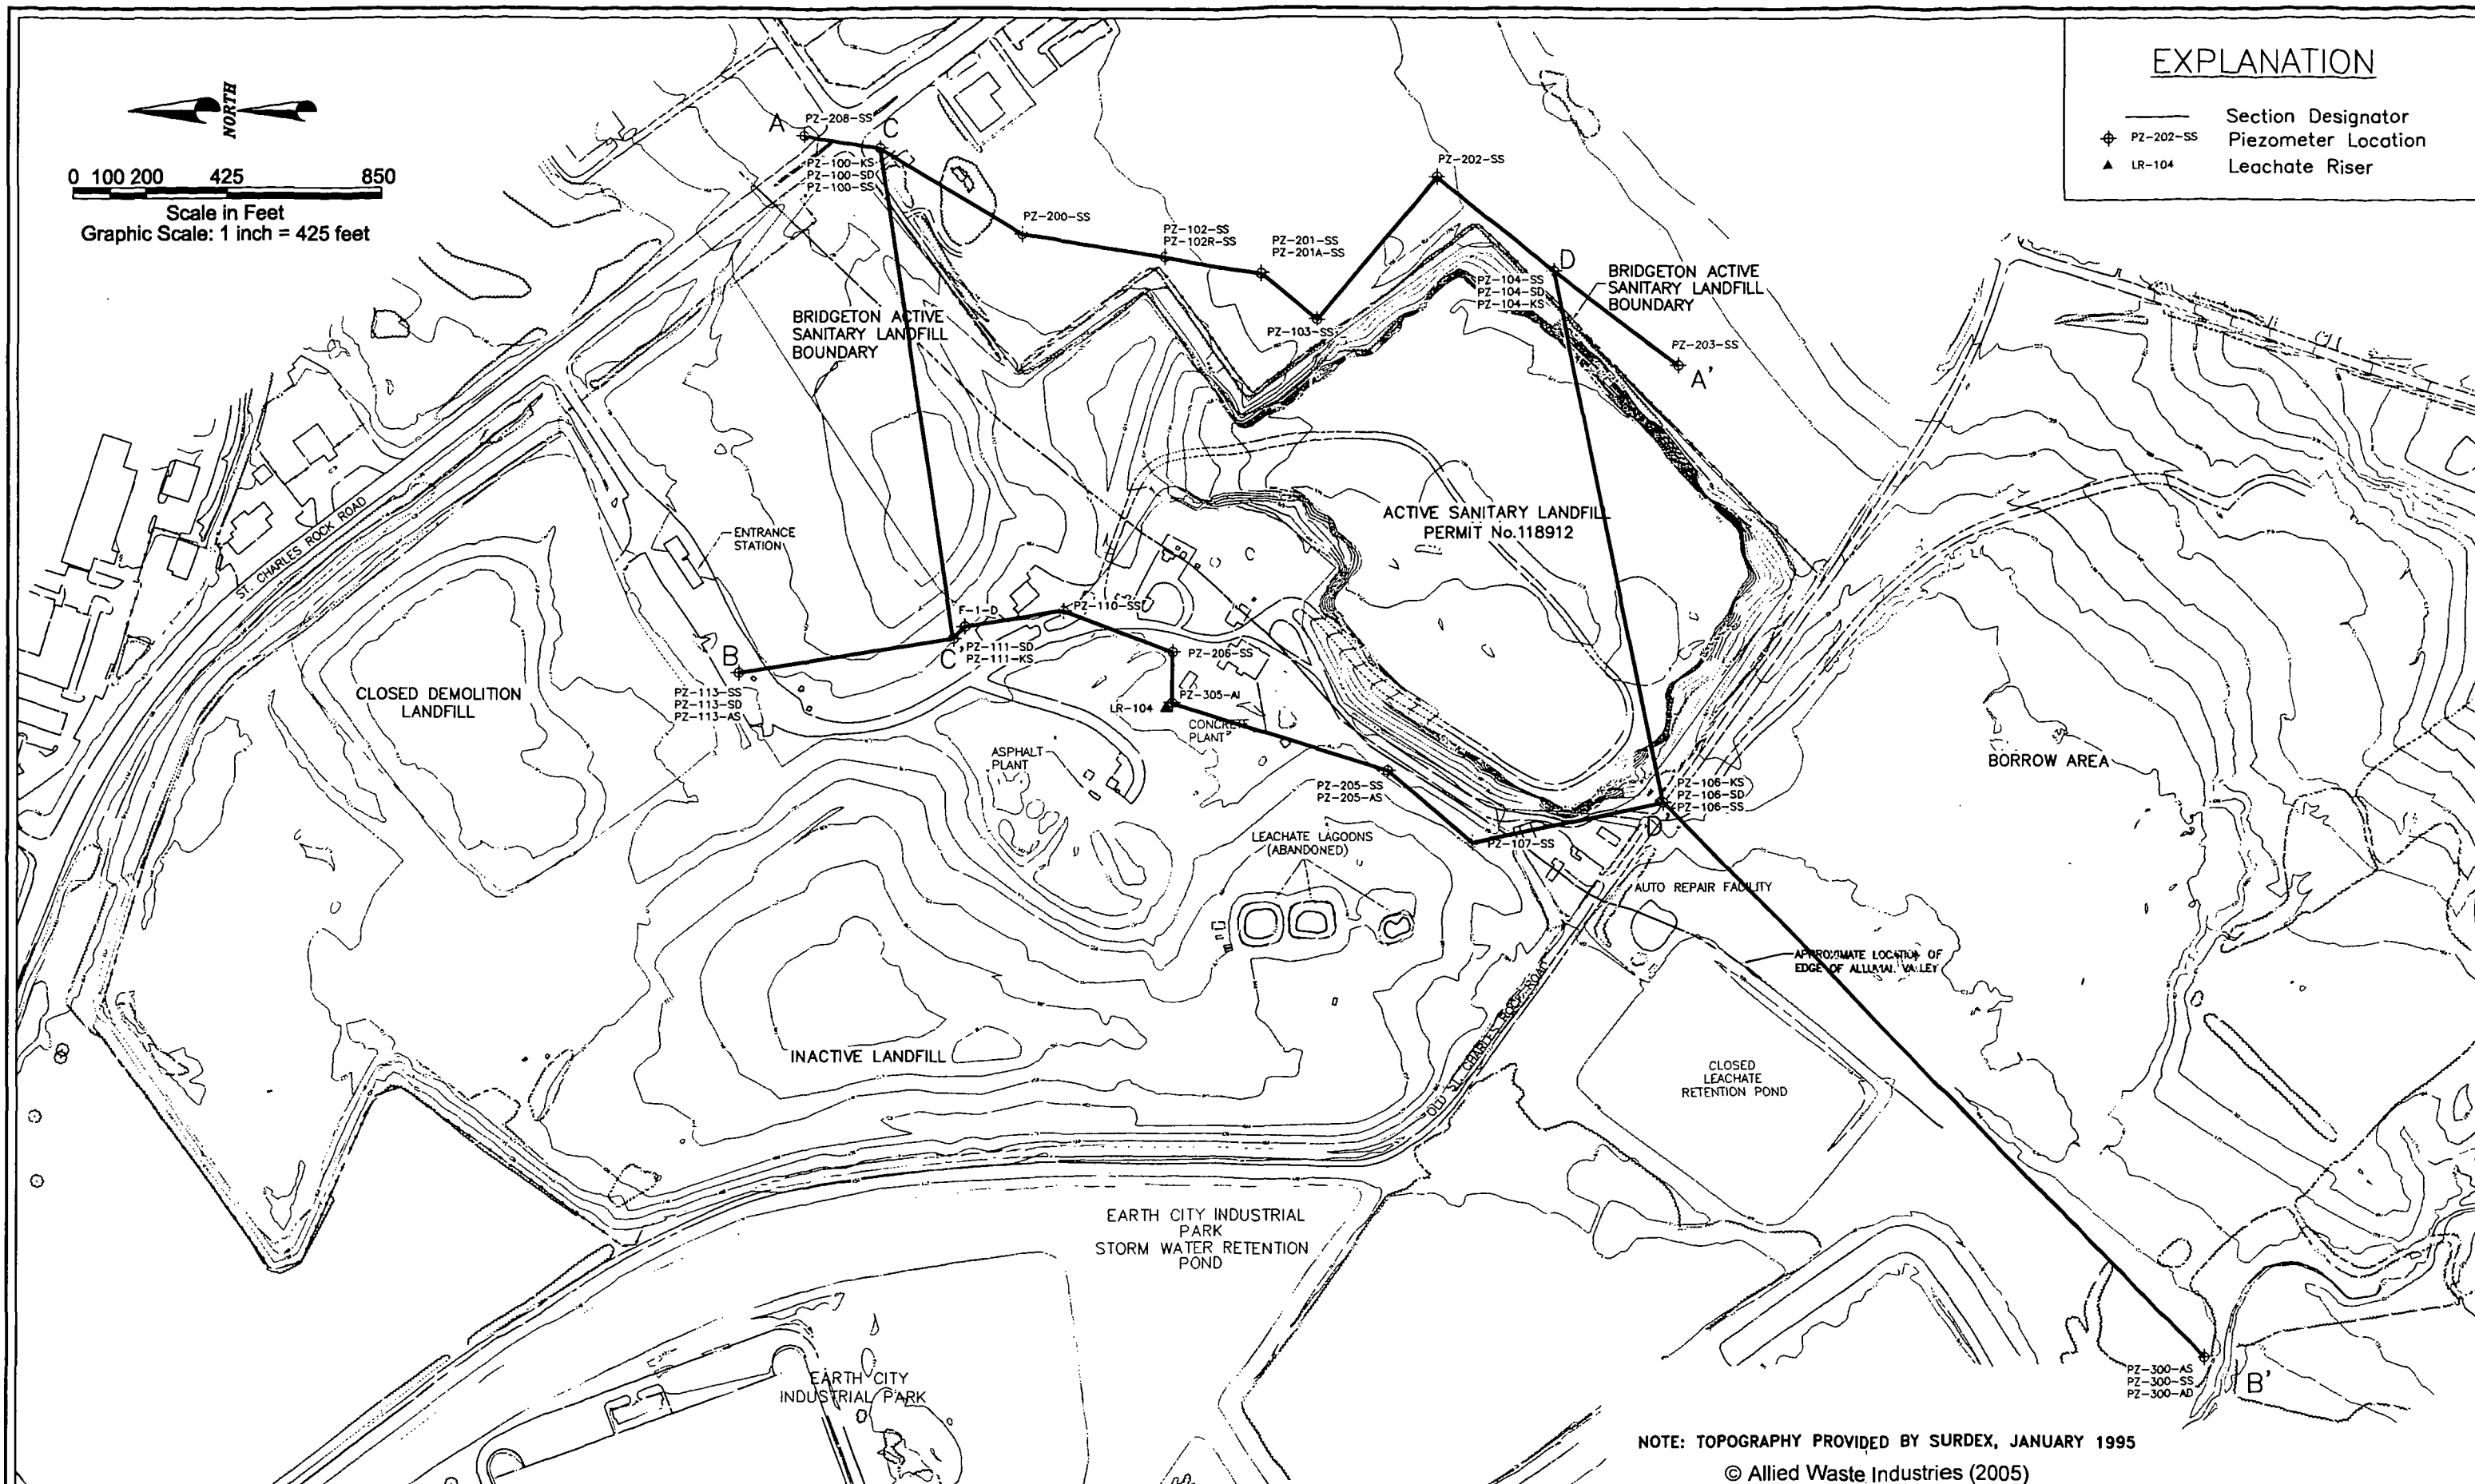 EXPLANATION
Section Designator
PZ-202-SS Piezometer Location
LR-104 Leachate Riser
NORTH
0 100 200 425 850
Scale in Feet
Graphic Scale: 1 inch = 425 feet
A
PZ-208-SS
C
PZ-100-KS
PZ-100-SD
PZ-100-SS
PZ-200-SS
PZ-102-SS
PZ-102R-SS
PZ-201-SS
PZ-201A-SS
PZ-202-SS
PZ-103-SS
D
PZ-104-SS
PZ-104-SD
PZ-104-KS
BRIDGETON ACTIVE
SANITARY LANDFILL
BOUNDARY
PZ-203-SS
A'
BRIDGETON ACTIVE
SANITARY LANDFILL
BOUNDARY
ST. CHARLES ROCK ROAD
ENTRANCE
STATION
ACTIVE SANITARY LANDFILL
PERMIT No.118912
F-1-D
PZ-110-SS
C'
PZ-111-SD
PZ-111-KS
B
PZ-113-SS
PZ-113-SD
PZ-113-AS
PZ-206-SS
PZ-305-AI
LR-104
CONCRETE
PLANT
CLOSED DEMOLITION
LANDFILL
ASPHALT
PLANT
PZ-205-SS
PZ-205-AS
PZ-106-KS
PZ-106-SD
PZ-106-SS
D
PZ-107-SS
BORROW AREA
LEACHATE LAGOONS
(ABANDONED)
AUTO REPAIR FACILITY
APPROXIMATE LOCATION OF
EDGE OF ALLUVIAL VALLEY
OLD ST. CHARLES ROCK ROAD
INACTIVE LANDFILL
CLOSED
LEACHATE
RETENTION POND
EARTH CITY INDUSTRIAL
PARK
STORM WATER RETENTION
POND
EARTH CITY
INDUSTRIAL PARK
PZ-300-AS
PZ-300-SS
PZ-300-AD
B'
NOTE: TOPOGRAPHY PROVIDED BY SURDEX, JANUARY 1995
© Allied Waste Industries (2005)